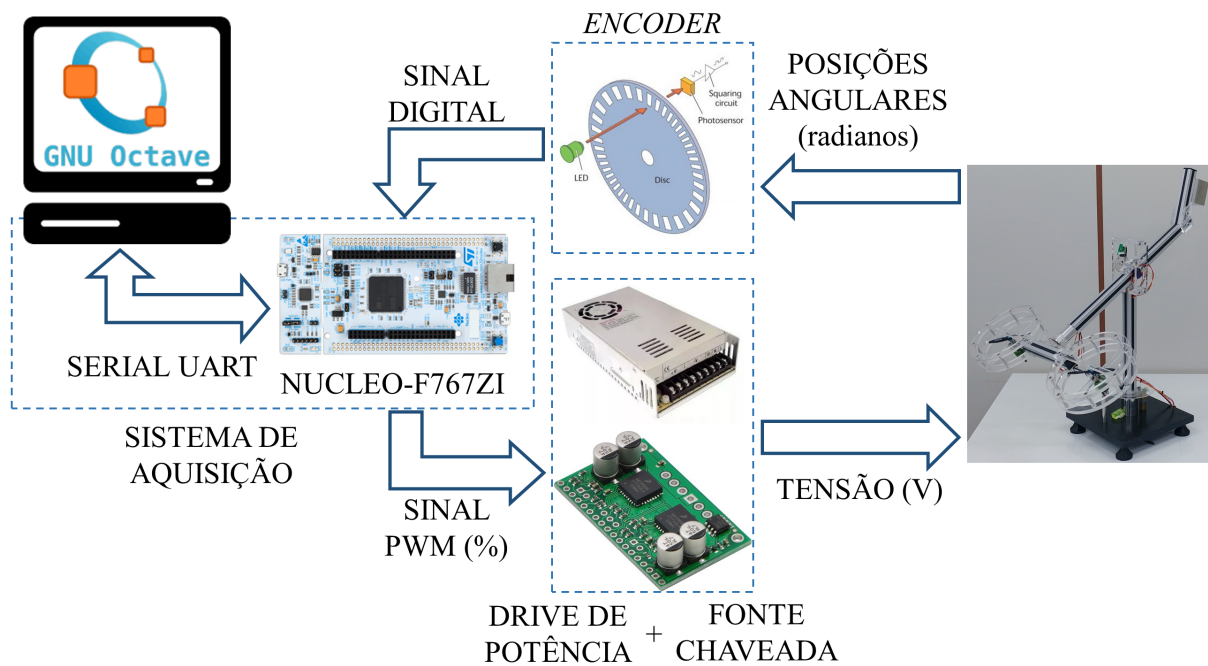 ENCODER
SINAL
DIGITAL
POSIÇÕES
ANGULARES
(radianos)
Squaring
circuit
Photosensor
LED
Disc
GNU Octave
SERIAL UART
NUCLEO-F767ZI
SISTEMA DE
AQUISIÇÃO
SINAL
PWM (%)
TENSÃO (V)
DRIVE DE
POTÊNCIA
+
FONTE
CHAVEADA